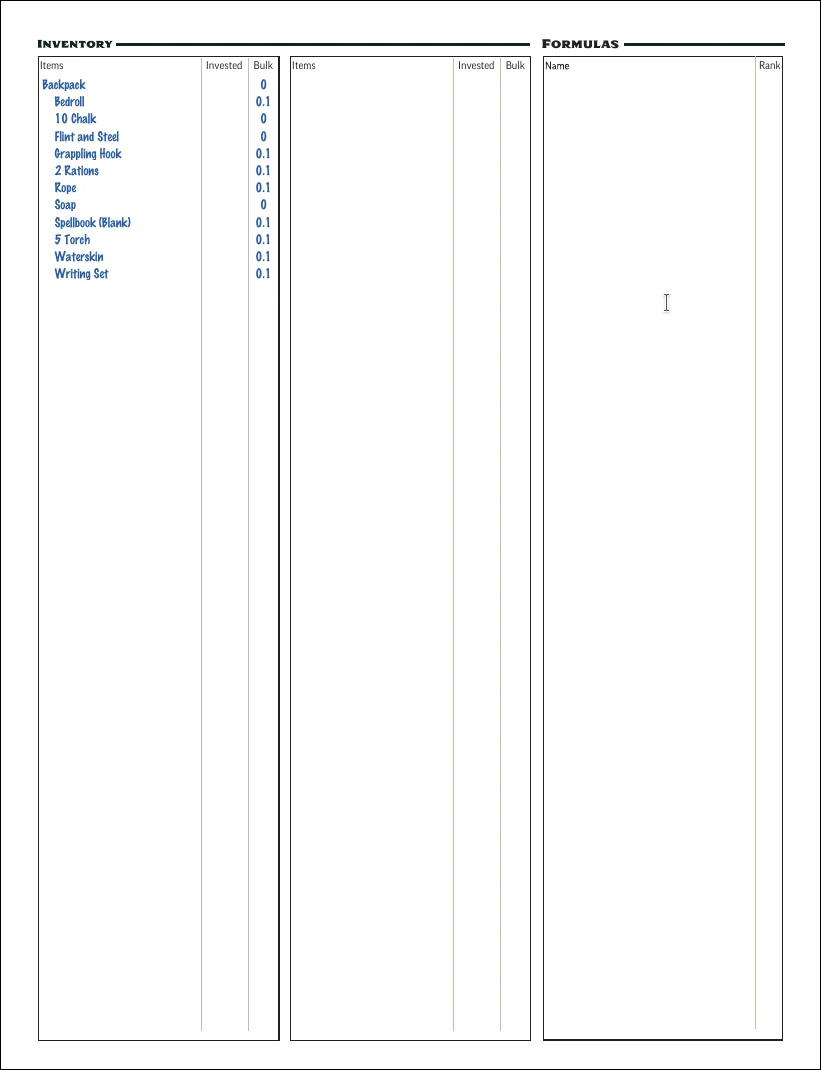 INVENTORY
Items Invested Bulk
Backpack 0
Bedroll 0.1
10 Chalk 0
Flint and Steel 0
Grappling Hook 0.1
2 Rations 0.1
Rope 0.1
Soap 0
Spellbook (Blank) 0.1
5 Torch 0.1
Waterskin 0.1
Writing Set 0.1
Items Invested Bulk
FORMULAS
Name Rank